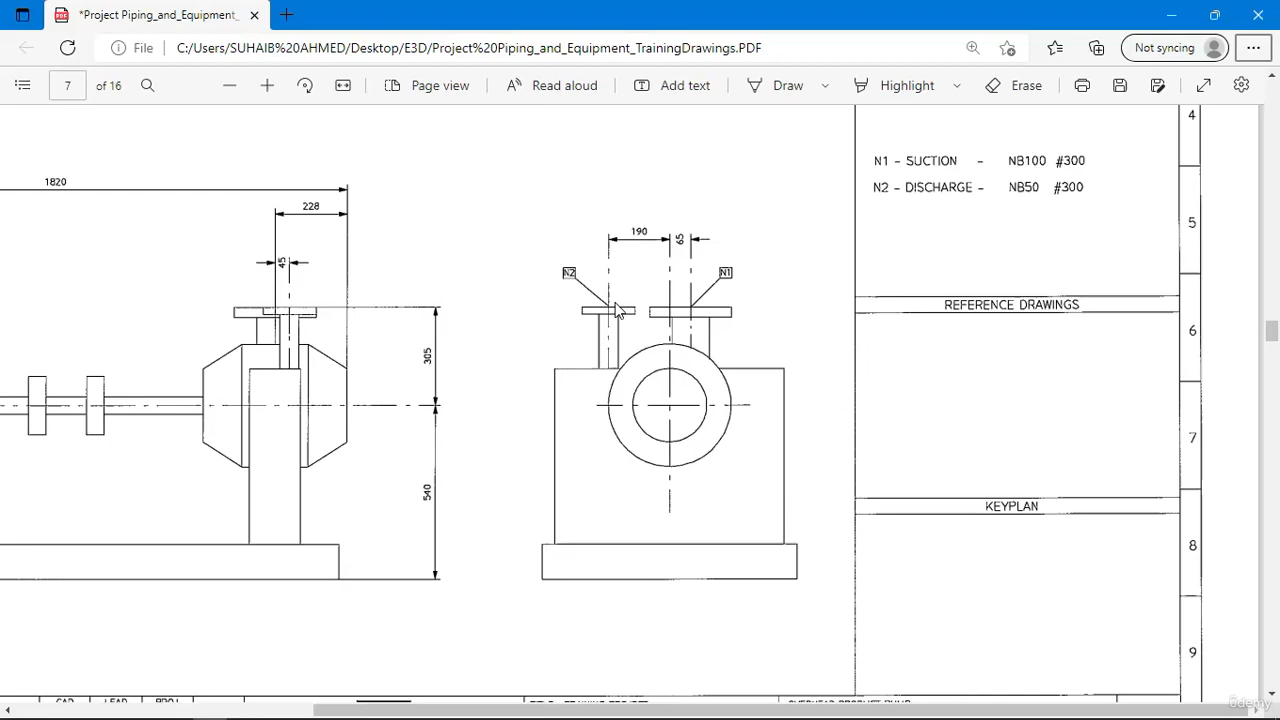 *Project Piping_and_Equipment_
File
C:/Users/SUHAIB%20AHMED/Desktop/E3D/Project%20Piping_and_Equipment_TrainingDrawings.PDF
Not syncing
7 of 16
Page view
Read aloud
Add text
Draw
Highlight
Erase
4
N1 - SUCTION - NB100 #300
1820
N2 - DISCHARGE - NB50 #300
228
5
190
65
45
N2
N1
REFERENCE DRAWINGS
6
305
7
540
KEYPLAN
8
9
ûdemy